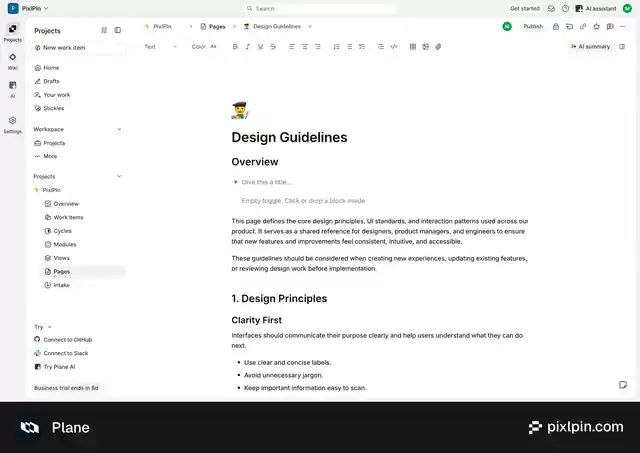 PixlPin
Search
Get started
AI assistant
M
Projects
Wiki
AI
Settings
Projects
New work item
Home
Drafts
Your work
Stickies
Workspace
Projects
More
Projects
PixlPin
Overview
Work items
Cycles
Modules
Views
Pages
Intake
Try
Connect to GitHub
Connect to Slack
Try Plane AI
Business trial ends in 8d
PixlPin > Pages > Design Guidelines
M
Publish
Text
Color Aa
B I U S
AI summary
Design Guidelines
Overview
Give this a title...
Empty toggle. Click or drop a block inside
This page defines the core design principles, UI standards, and interaction patterns used across our
product. It serves as a shared reference for designers, product managers, and engineers to ensure
that new features and improvements feel consistent, intuitive, and accessible.
These guidelines should be considered when creating new experiences, updating existing features,
or reviewing design work before implementation.
1. Design Principles
Clarity First
Interfaces should communicate their purpose clearly and help users understand what they can do
next.
• Use clear and concise labels.
• Avoid unnecessary jargon.
• Keep important information easy to scan.
Plane
pixlpin.com